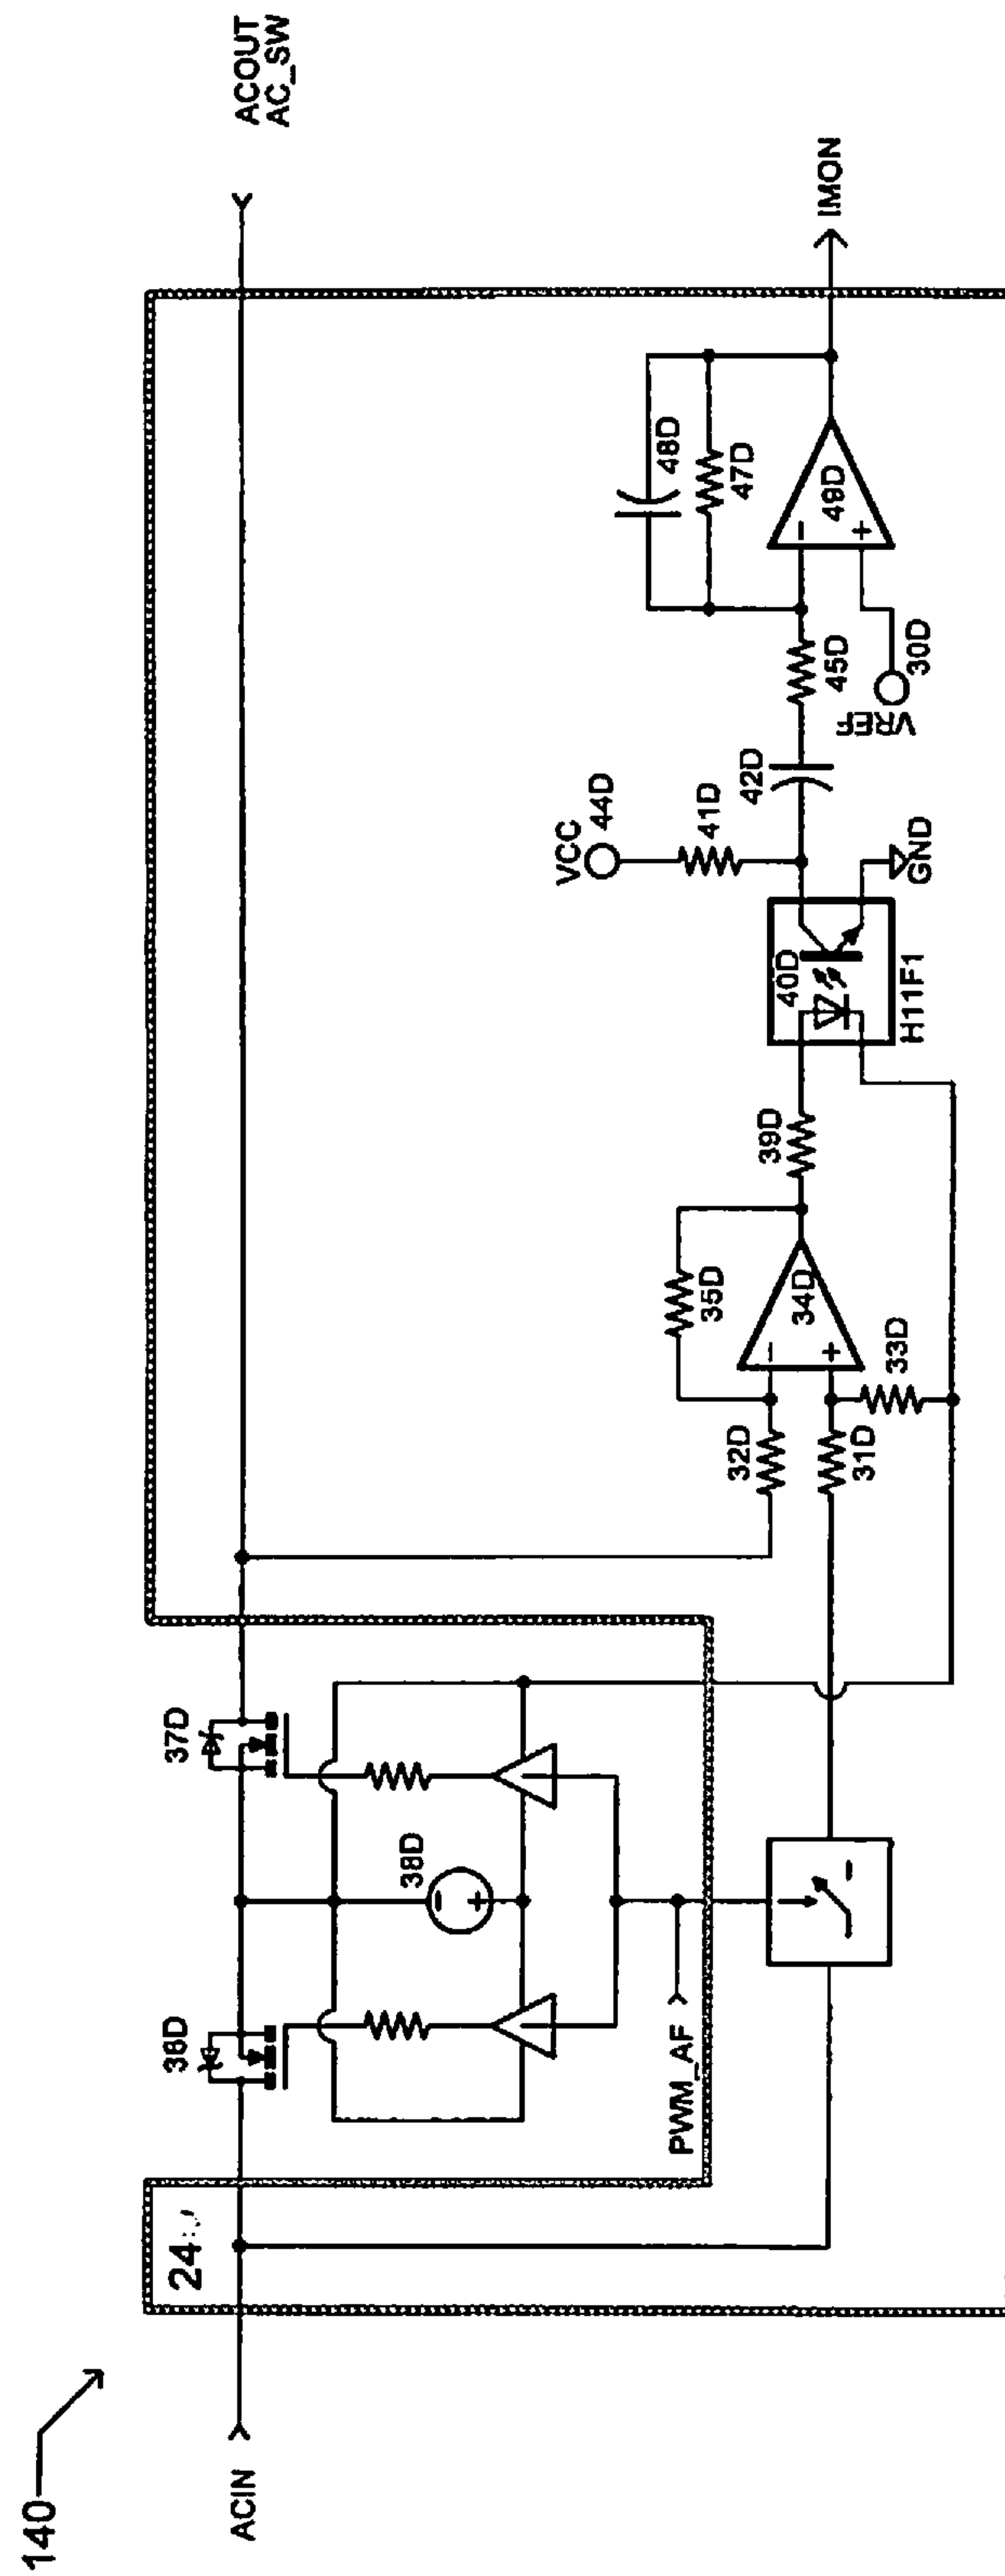 140
ACIN
24
38D
37D
38D
PWM_AF
ACOUT
AC_SW
32D
31D
33D
35D
34D
-
+
39D
40D
H11F1
GND
VCC
44D
41D
42D
45D
VREF
30D
48D
47D
49D
-
+
IMON